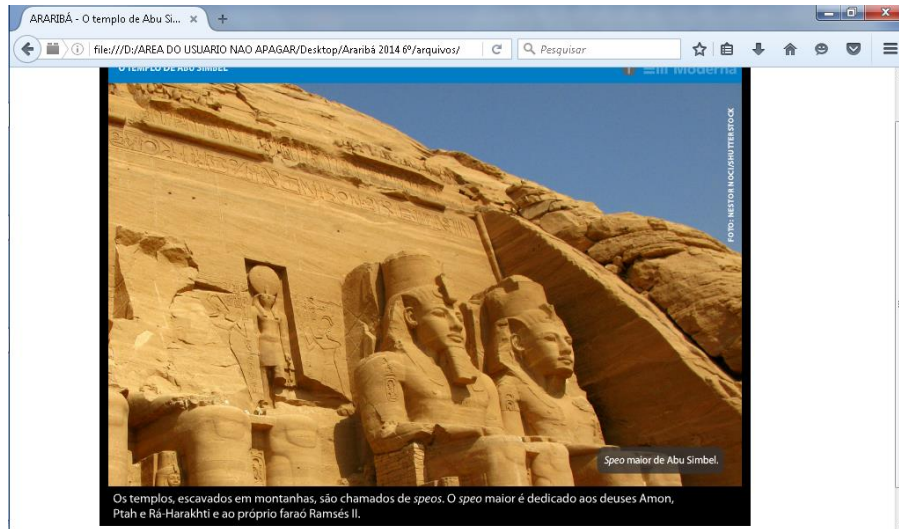 ARARIBÁ - O templo de Abu Si...
file:///D:/AREA DO USUARIO NAO APAGAR/Desktop/Araribá 2014 6º/arquivos/
Pesquisar
O TEMPLO DE ABU SIMBEL
Moderna
FOTO: NESTOR NOCI/SHUTTERSTOCK
Speo maior de Abu Simbel.
Os templos, escavados em montanhas, são chamados de speos. O speo maior é dedicado aos deuses Amon,
Ptah e Rá-Harakhti e ao próprio faraó Ramsés II.